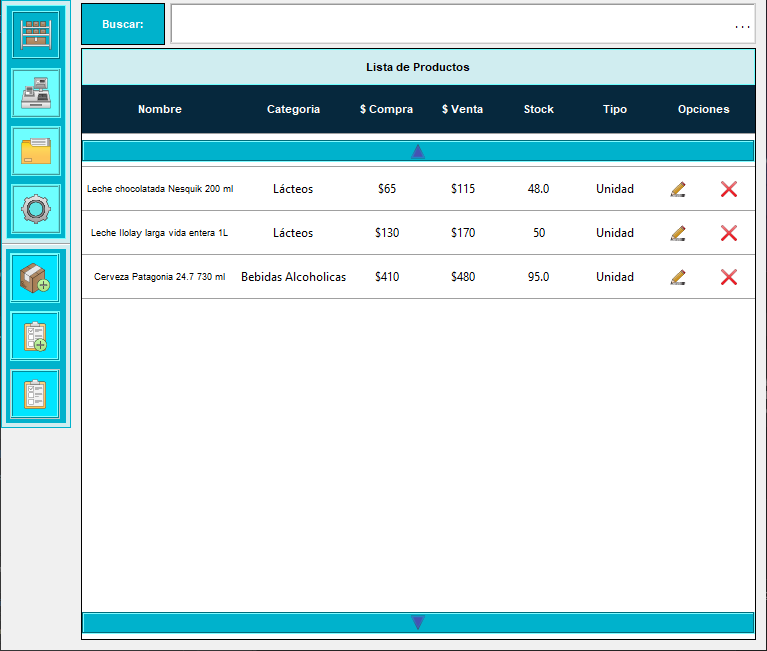 Buscar:
...
Lista de Productos
Nombre Categoria $ Compra $ Venta Stock Tipo Opciones
Leche chocolatada Nesquik 200 ml Lácteos $65 $115 48.0 Unidad
Leche Ilolay larga vida entera 1L Lácteos $130 $170 50 Unidad
Cerveza Patagonia 24.7 730 ml Bebidas Alcoholicas $410 $480 95.0 Unidad